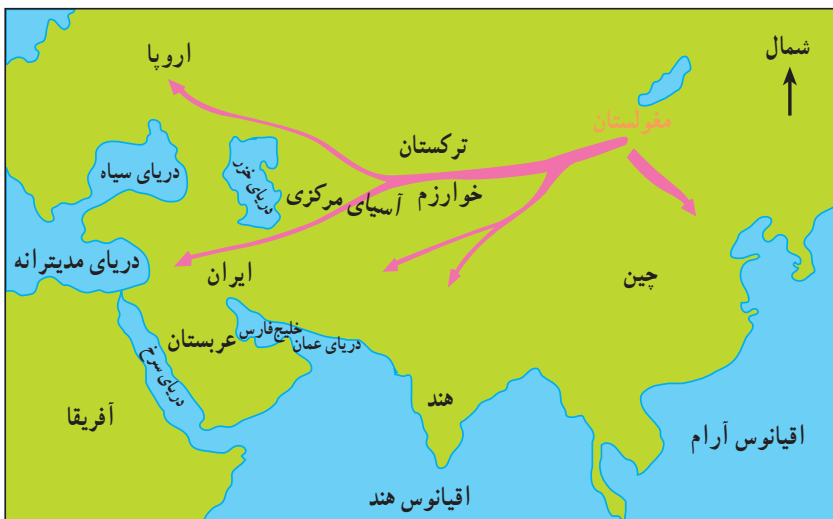 شمال
اروپا
مغولستان
ترکستان
دریای سیاه
دریای خزر
خوارزم
آسیای مرکزی
دریای مدیترانه
ایران
چین
خلیج‌فارس
دریای عمان
عربستان
دریای سرخ
هند
آفریقا
اقیانوس آرام
اقیانوس هند